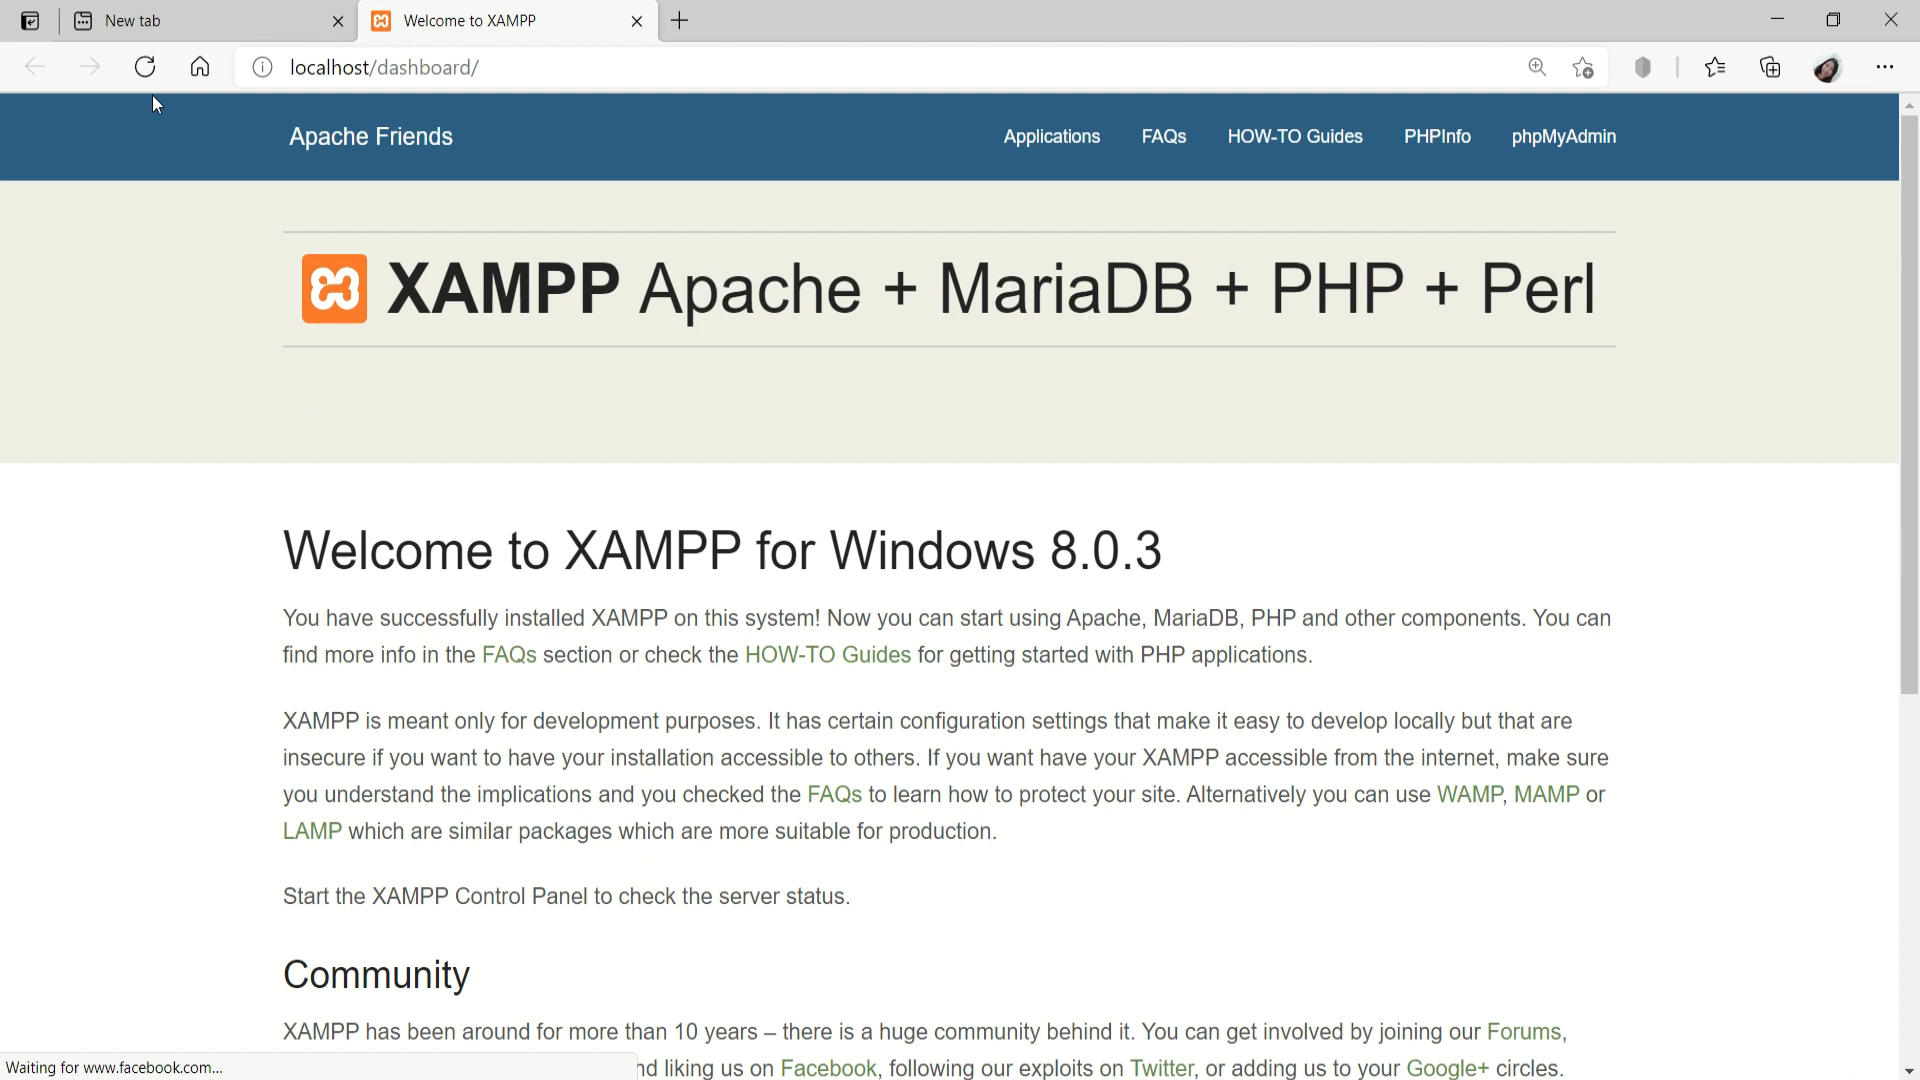 New tab
Welcome to XAMPP
localhost/dashboard/
Apache Friends
Applications
FAQs
HOW-TO Guides
PHPInfo
phpMyAdmin
XAMPP Apache + MariaDB + PHP + Perl
Welcome to XAMPP for Windows 8.0.3
You have successfully installed XAMPP on this system! Now you can start using Apache, MariaDB, PHP and other components. You can
find more info in the FAQs section or check the HOW-TO Guides for getting started with PHP applications.
XAMPP is meant only for development purposes. It has certain configuration settings that make it easy to develop locally but that are
insecure if you want to have your installation accessible to others. If you want have your XAMPP accessible from the internet, make sure
you understand the implications and you checked the FAQs to learn how to protect your site. Alternatively you can use WAMP, MAMP or
LAMP which are similar packages which are more suitable for production.
Start the XAMPP Control Panel to check the server status.
Community
XAMPP has been around for more than 10 years – there is a huge community behind it. You can get involved by joining our Forums,
liking us on Facebook, following our exploits on Twitter, or adding us to your Google+ circles.
Waiting for www.facebook.com...